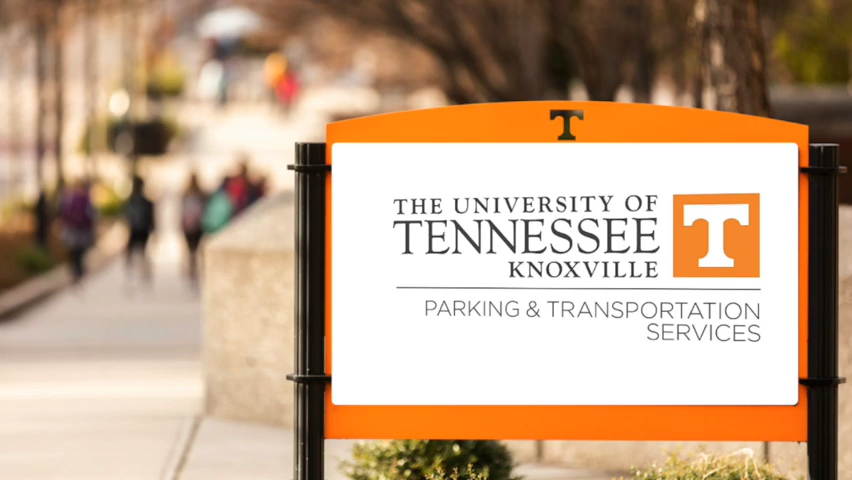 T
THE UNIVERSITY OF
TENNESSEE
KNOXVILLE
T
PARKING & TRANSPORTATION
SERVICES